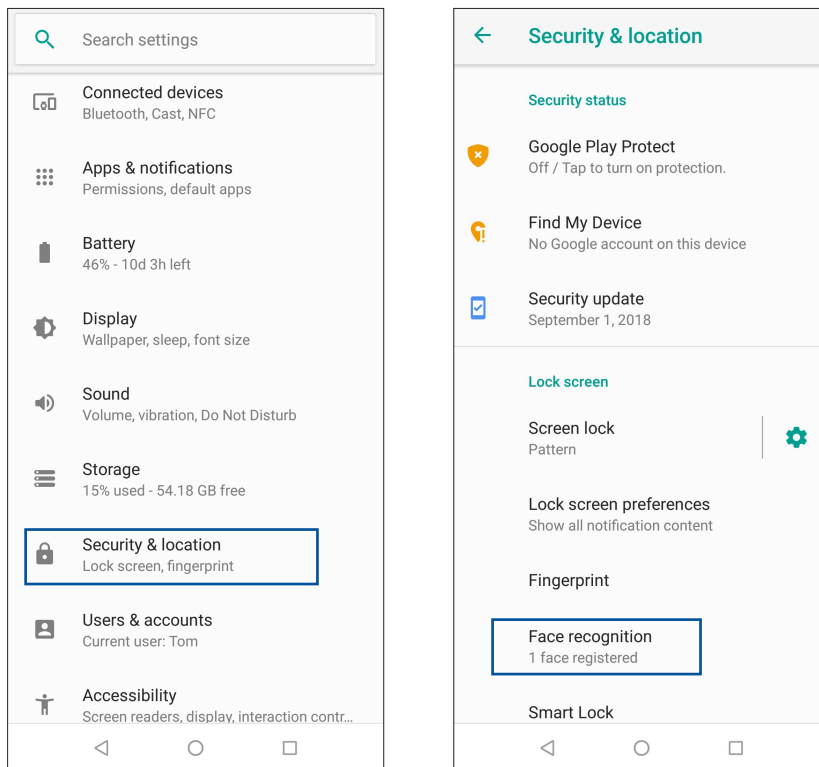 Search settings
Connected devices
Bluetooth, Cast, NFC
Apps & notifications
Permissions, default apps
Battery
46% - 10d 3h left
Display
Wallpaper, sleep, font size
Sound
Volume, vibration, Do Not Disturb
Storage
15% used - 54.18 GB free
Security & location
Lock screen, fingerprint
Users & accounts
Current user: Tom
Accessibility
Screen readers, display, interaction contr...
Security & location
Security status
Google Play Protect
Off / Tap to turn on protection.
Find My Device
No Google account on this device
Security update
September 1, 2018
Lock screen
Screen lock
Pattern
Lock screen preferences
Show all notification content
Fingerprint
Face recognition
1 face registered
Smart Lock